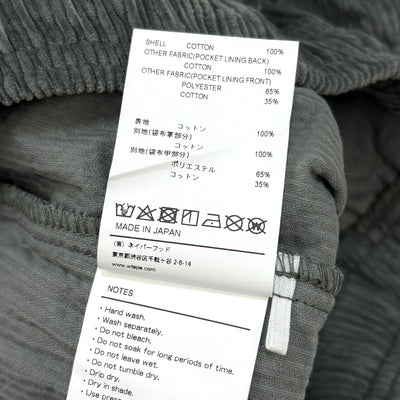 SHELL COTTON 100%
OTHER FABRIC(POCKET LINING BACK)
COTTON 100%
OTHER FABRIC(POCKET LINING FRONT)
POLYESTER 65%
COTTON 35%
表地
コットン 100%
別地(袋布裏部分)
コットン 100%
別地(袋布甲部分)
ポリエステル 65%
コットン 35%
MADE IN JAPAN
(有) ネイバーフッド
東京都渋谷区千駄ヶ谷 2-6-14
www.wtaps.com
NOTES.
・Hand wash.
・Wash separately.
・Do not bleach.
・Do not soak for long periods of time.
・Do not leave wet.
・Do not tumble dry.
・Drip dry.
・Dry in shade.